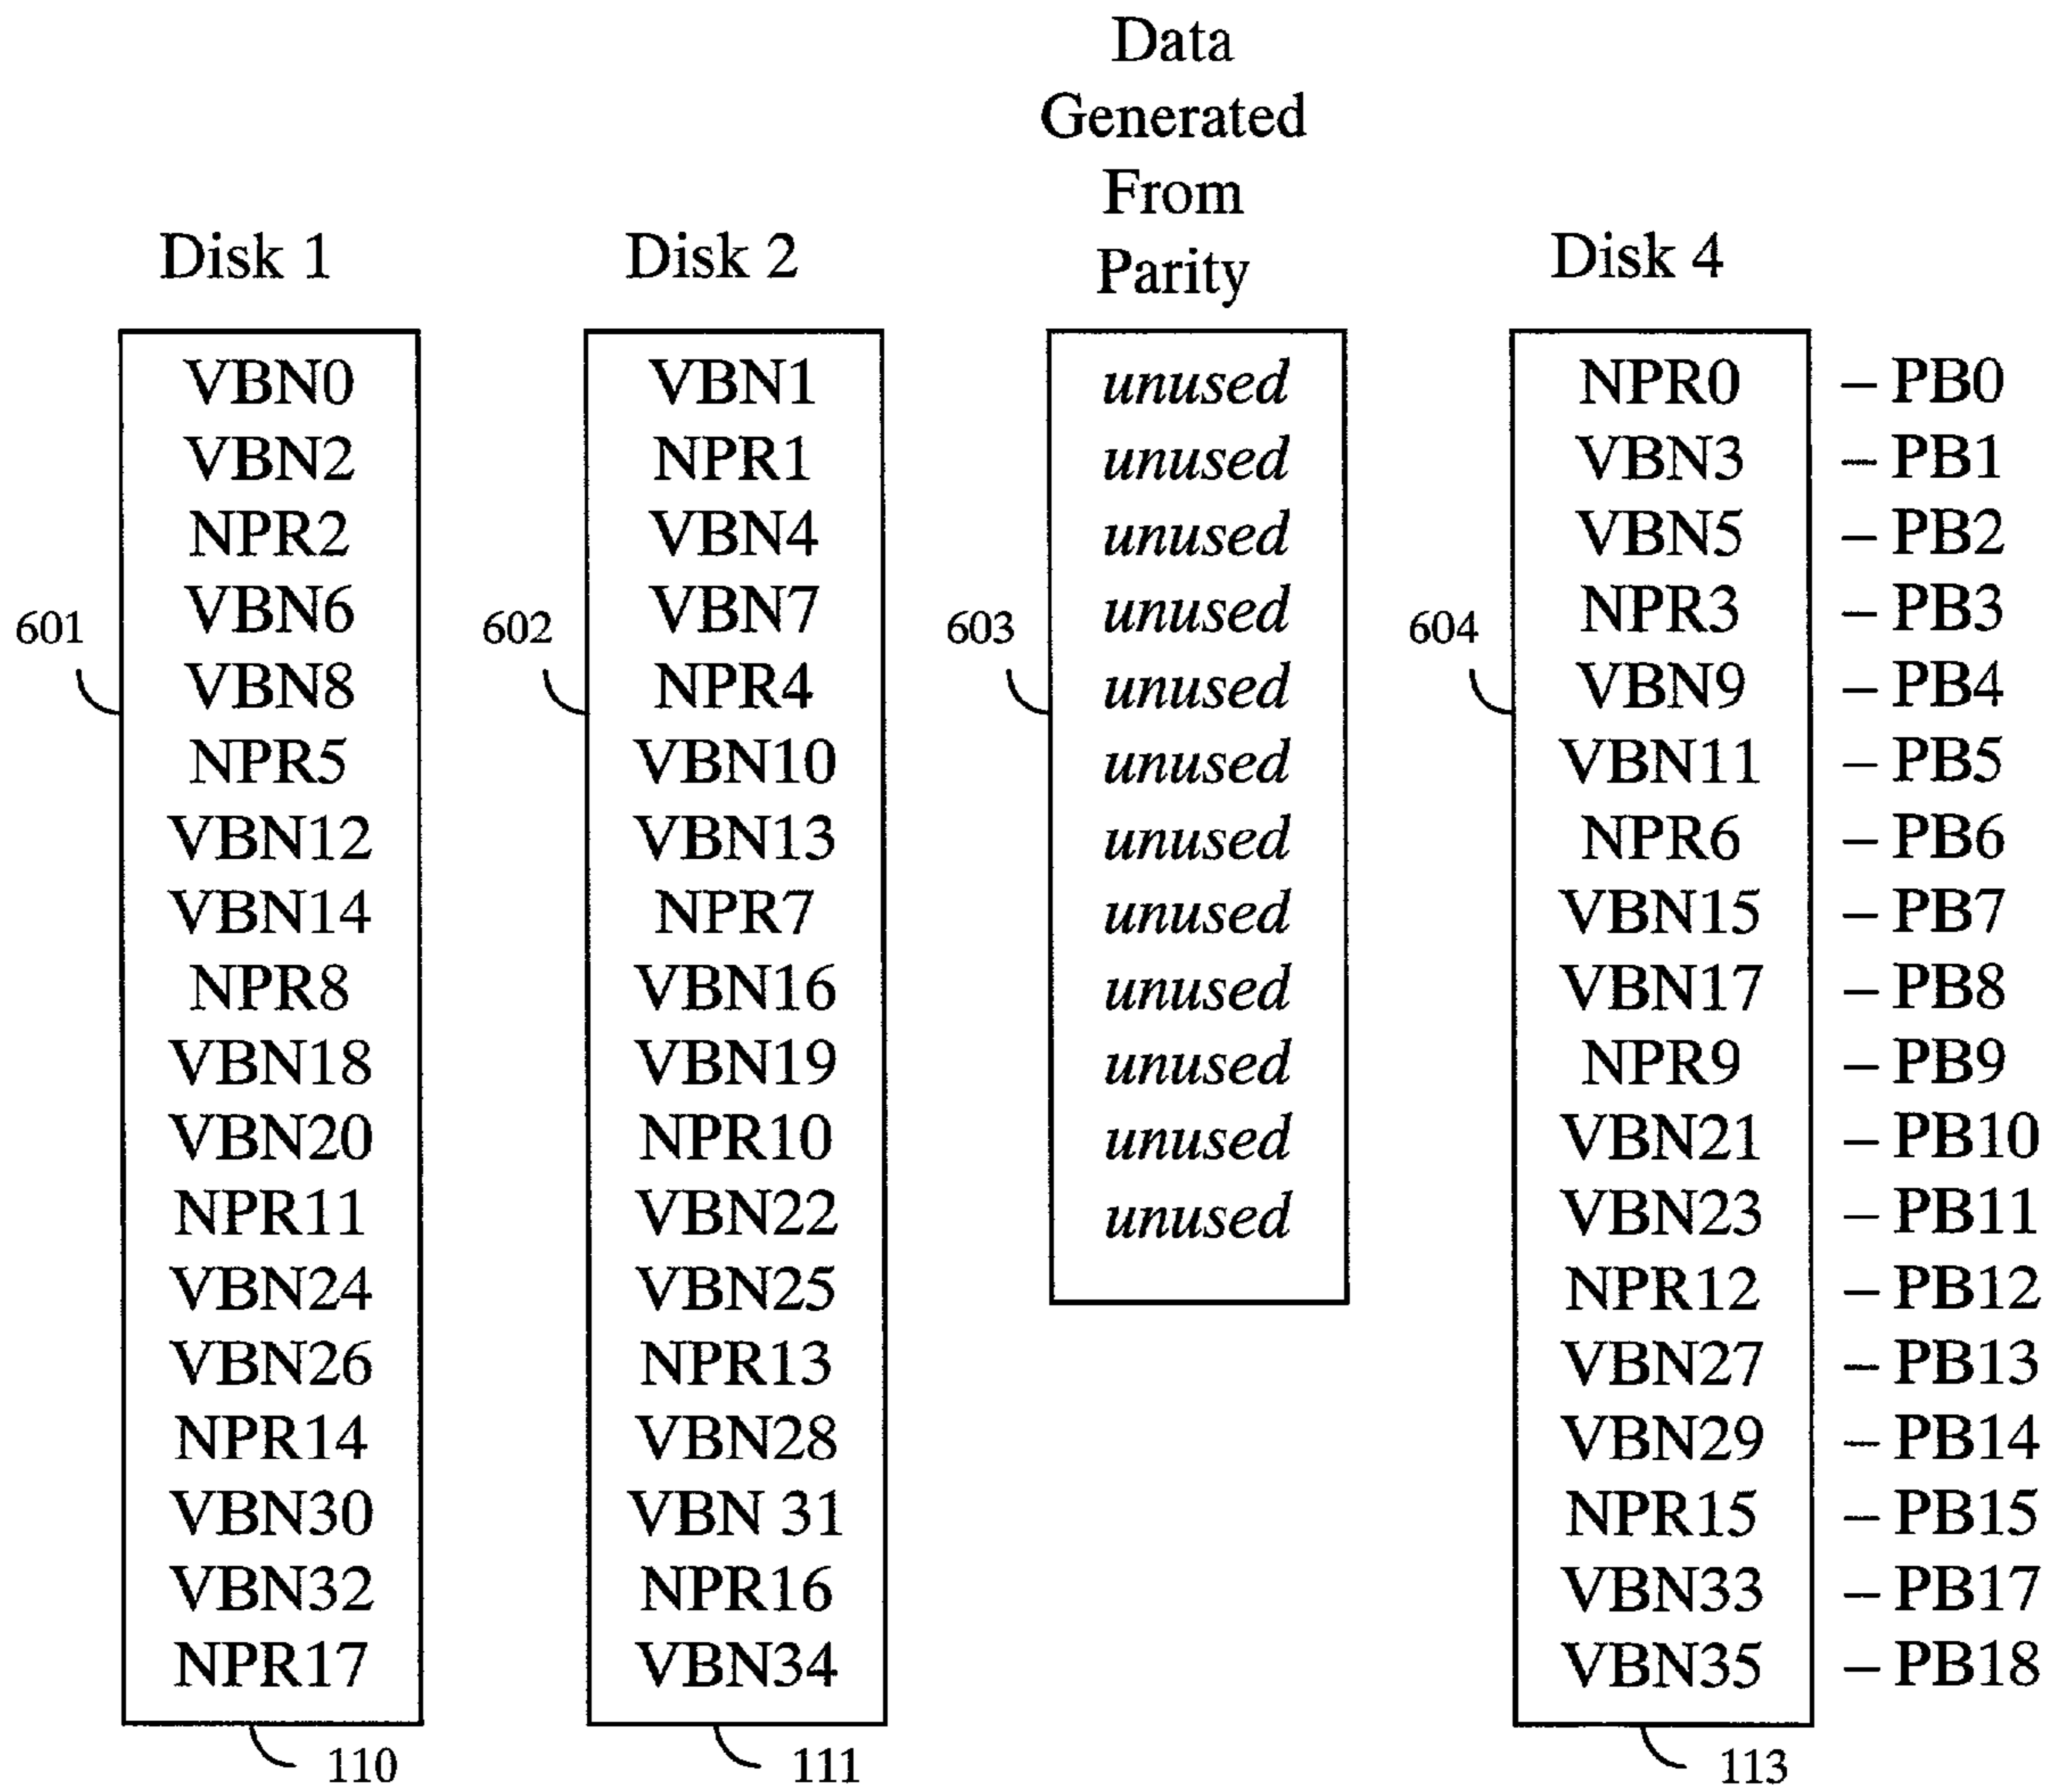 Data
Generated
From
Parity
Disk 1
Disk 2
Disk 4
VBN0 VBN1 unused NPR0 – PB0
VBN2 NPR1 unused VBN3 – PB1
NPR2 VBN4 unused VBN5 – PB2
VBN6 VBN7 unused NPR3 – PB3
601 602 603 604
VBN8 NPR4 unused VBN9 – PB4
NPR5 VBN10 unused VBN11 – PB5
VBN12 VBN13 unused NPR6 – PB6
VBN14 NPR7 unused VBN15 – PB7
NPR8 VBN16 unused VBN17 – PB8
VBN18 VBN19 unused NPR9 – PB9
VBN20 NPR10 unused VBN21 – PB10
NPR11 VBN22 unused VBN23 – PB11
VBN24 VBN25 NPR12 – PB12
VBN26 NPR13 VBN27 – PB13
NPR14 VBN28 VBN29 – PB14
VBN30 VBN 31 NPR15 – PB15
VBN32 NPR16 VBN33 – PB17
NPR17 VBN34 VBN35 – PB18
110 111 113